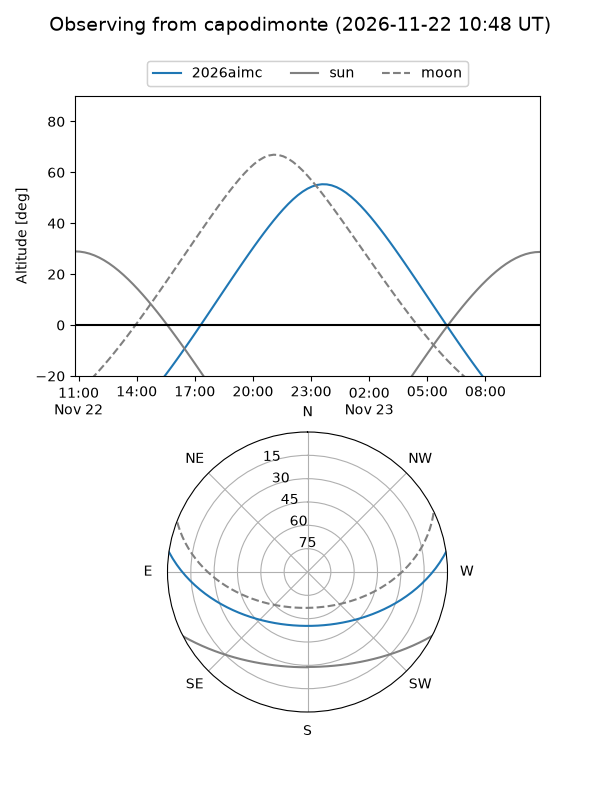 Observing from capodimonte (2026-11-22 10:48 UT)
2026aimc sun moon
Altitude [deg]
80
60
40
20
0
−20
11:00 14:00 17:00 20:00 23:00 02:00 05:00 08:00
Nov 22 Nov 23
N
NE NW
15
30
45
60
75
E W
SE SW
S